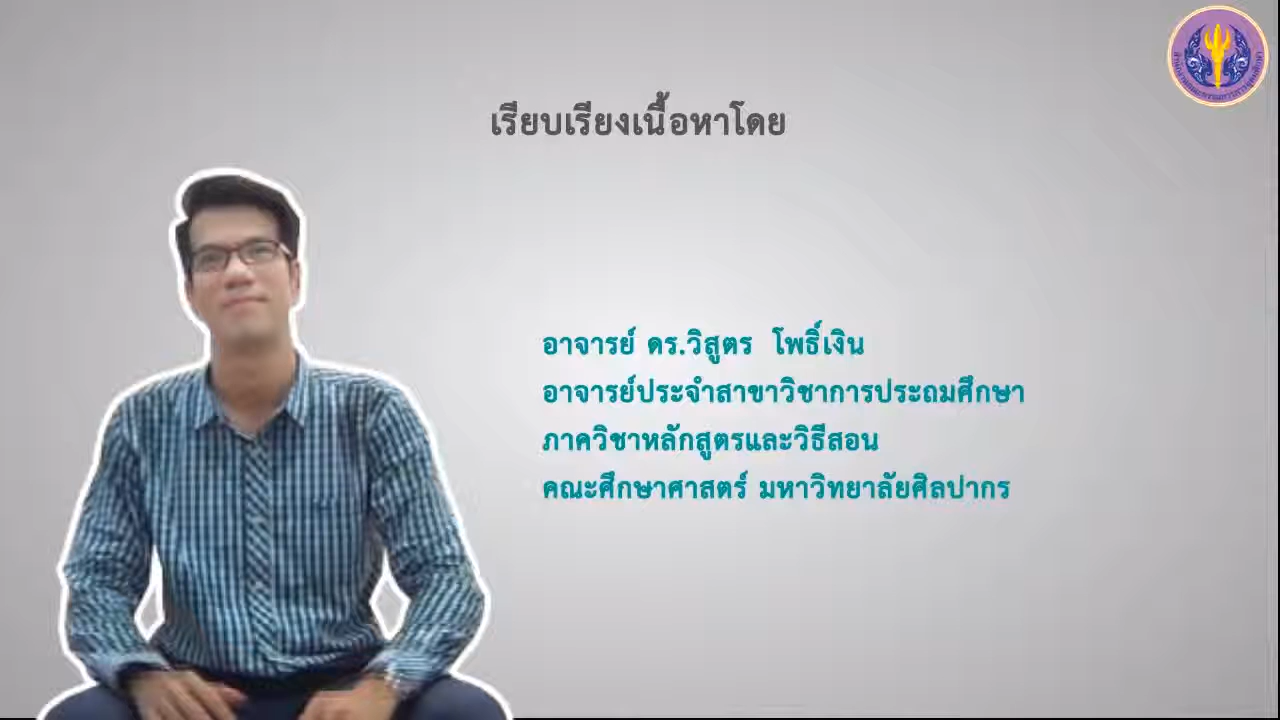 เรียบเรียงเนื้อหาโดย
อาจารย์ ดร.วิสูตร โพธิ์เงิน
อาจารย์ประจำสาขาวิชาการประถมศึกษา
ภาควิชาหลักสูตรและวิธีสอน
คณะศึกษาศาสตร์ มหาวิทยาลัยศิลปากร